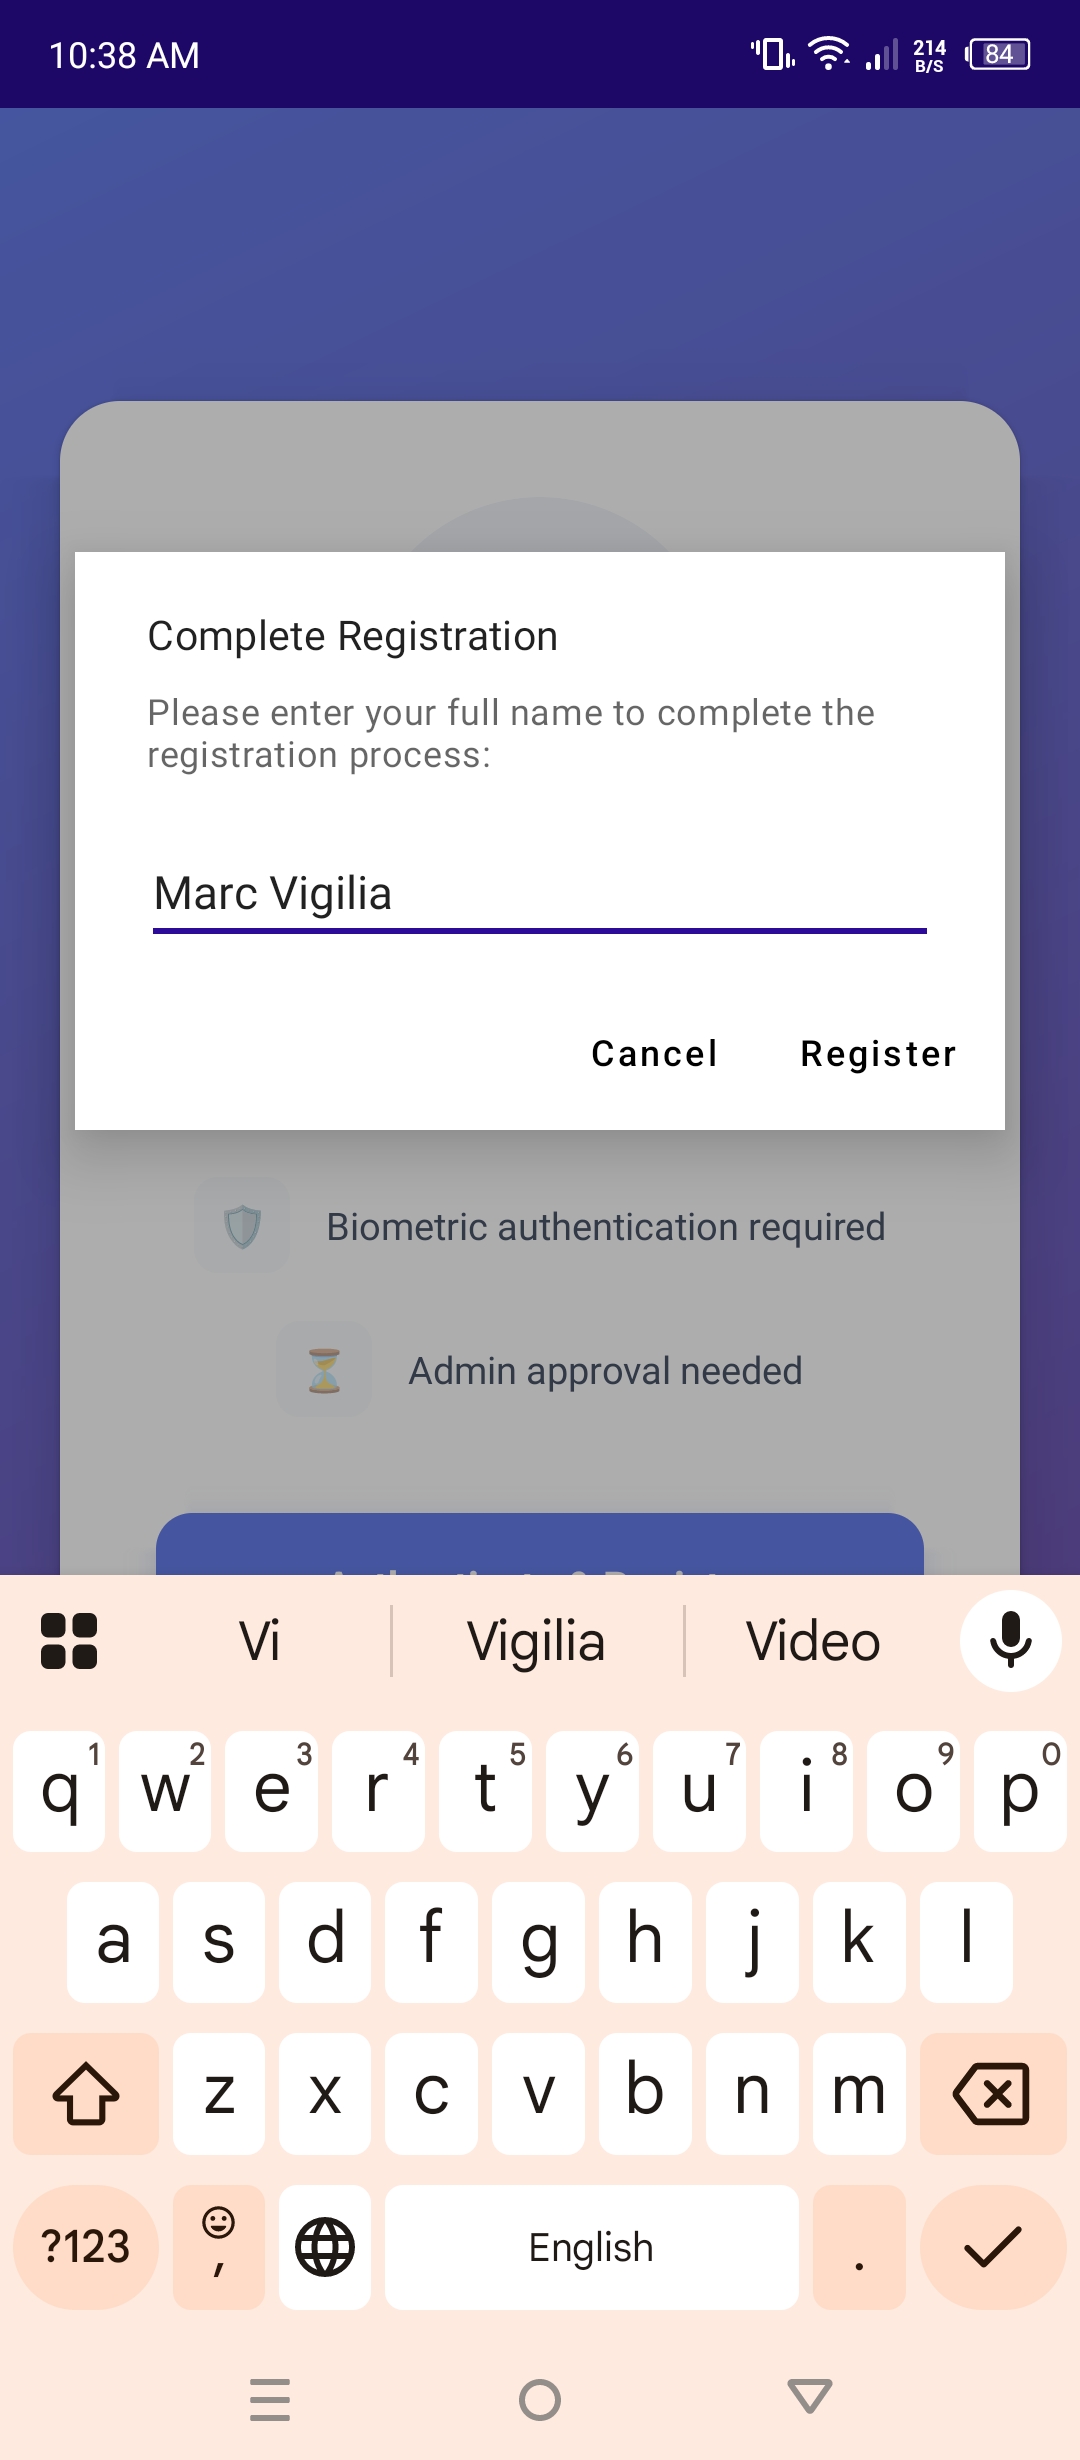 10:38 AM
214
B/S
84
Complete Registration
Please enter your full name to complete the
registration process:
Marc Vigilia
Cancel Register
Biometric authentication required
Admin approval needed
Vi Vigilia Video
1 2 3 4 5 6 7 8 9 0
q w e r t y u i o p
a s d f g h j k l
z x c v b n m
?123 , English .